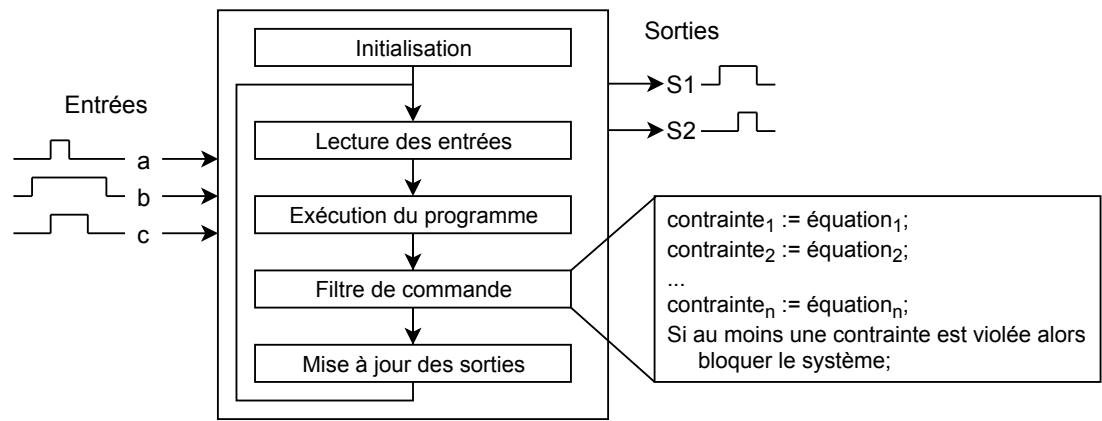 Initialisation
Sorties
S1
Entrées
S2
Lecture des entrées
a
b
c
Exécution du programme
Filtre de commande
Mise à jour des sorties
contrainte1 := équation1;
contrainte2 := équation2;
...
contrainten := équationn;
Si au moins une contrainte est violée alors
bloquer le système;